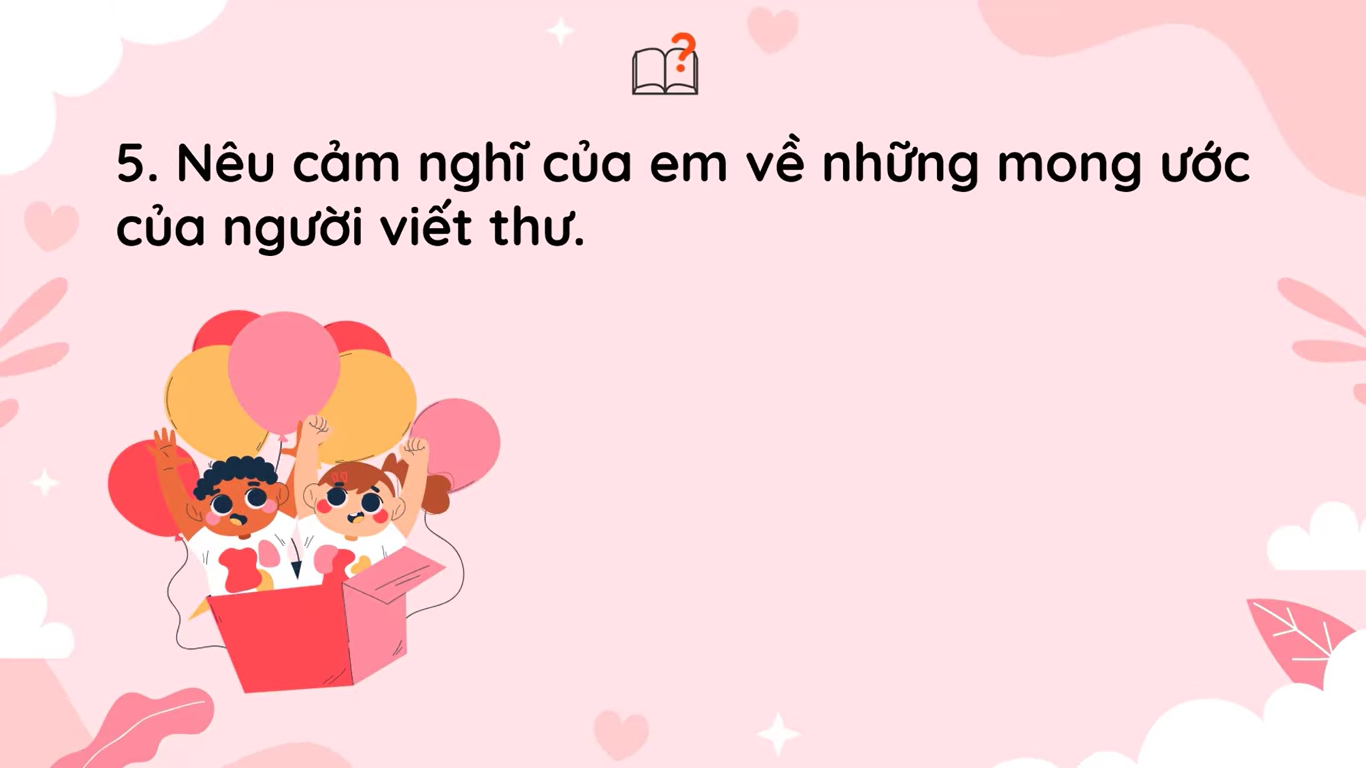 ?
5. Nêu cảm nghĩ của em về những mong ước
của người viết thư.